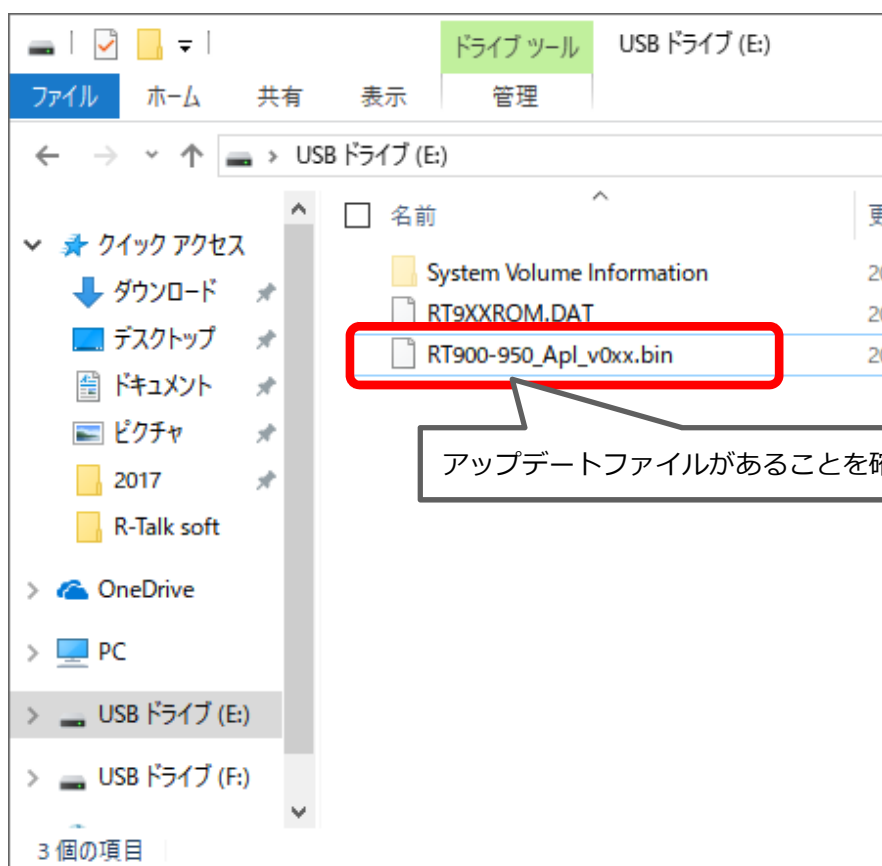 ドライブ ツール USB ドライブ (E:)
ファイル ホーム 共有 表示 管理
USB ドライブ (E:)
名前
クイック アクセス
ダウンロード
デスクトップ
ドキュメント
ピクチャ
2017
R-Talk soft
OneDrive
PC
USB ドライブ (E:)
USB ドライブ (F:)
System Volume Information
RT9XXROM.DAT
RT900-950_Apl_v0xx.bin
アップデートファイルがあることを
3 個の項目